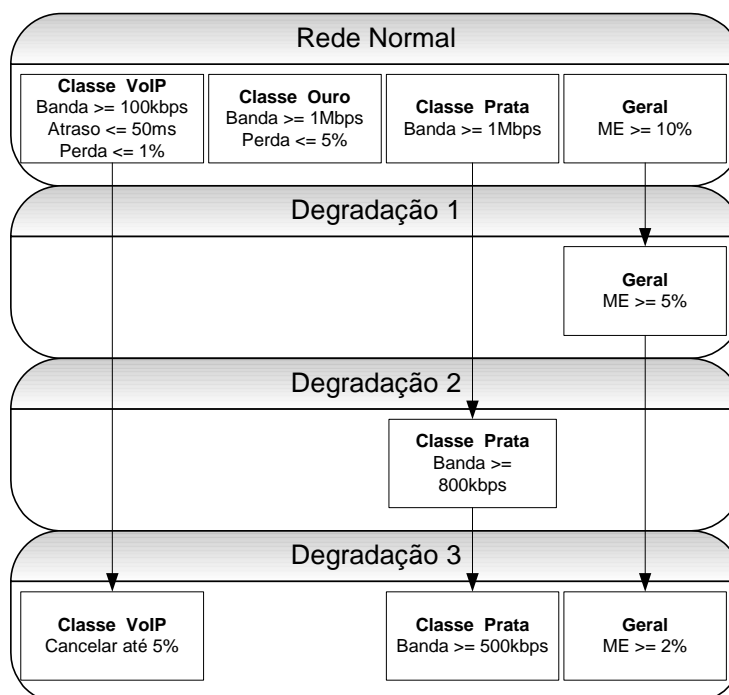 Rede Normal
Classe VoIP
Banda >= 100kbps
Atraso <= 50ms
Perda <= 1%
Classe Ouro
Banda >= 1Mbps
Perda <= 5%
Classe Prata
Banda >= 1Mbps
Geral
ME >= 10%
Degradação 1
Geral
ME >= 5%
Degradação 2
Classe Prata
Banda >=
800kbps
Degradação 3
Classe VoIP
Cancelar até 5%
Classe Prata
Banda >= 500kbps
Geral
ME >= 2%